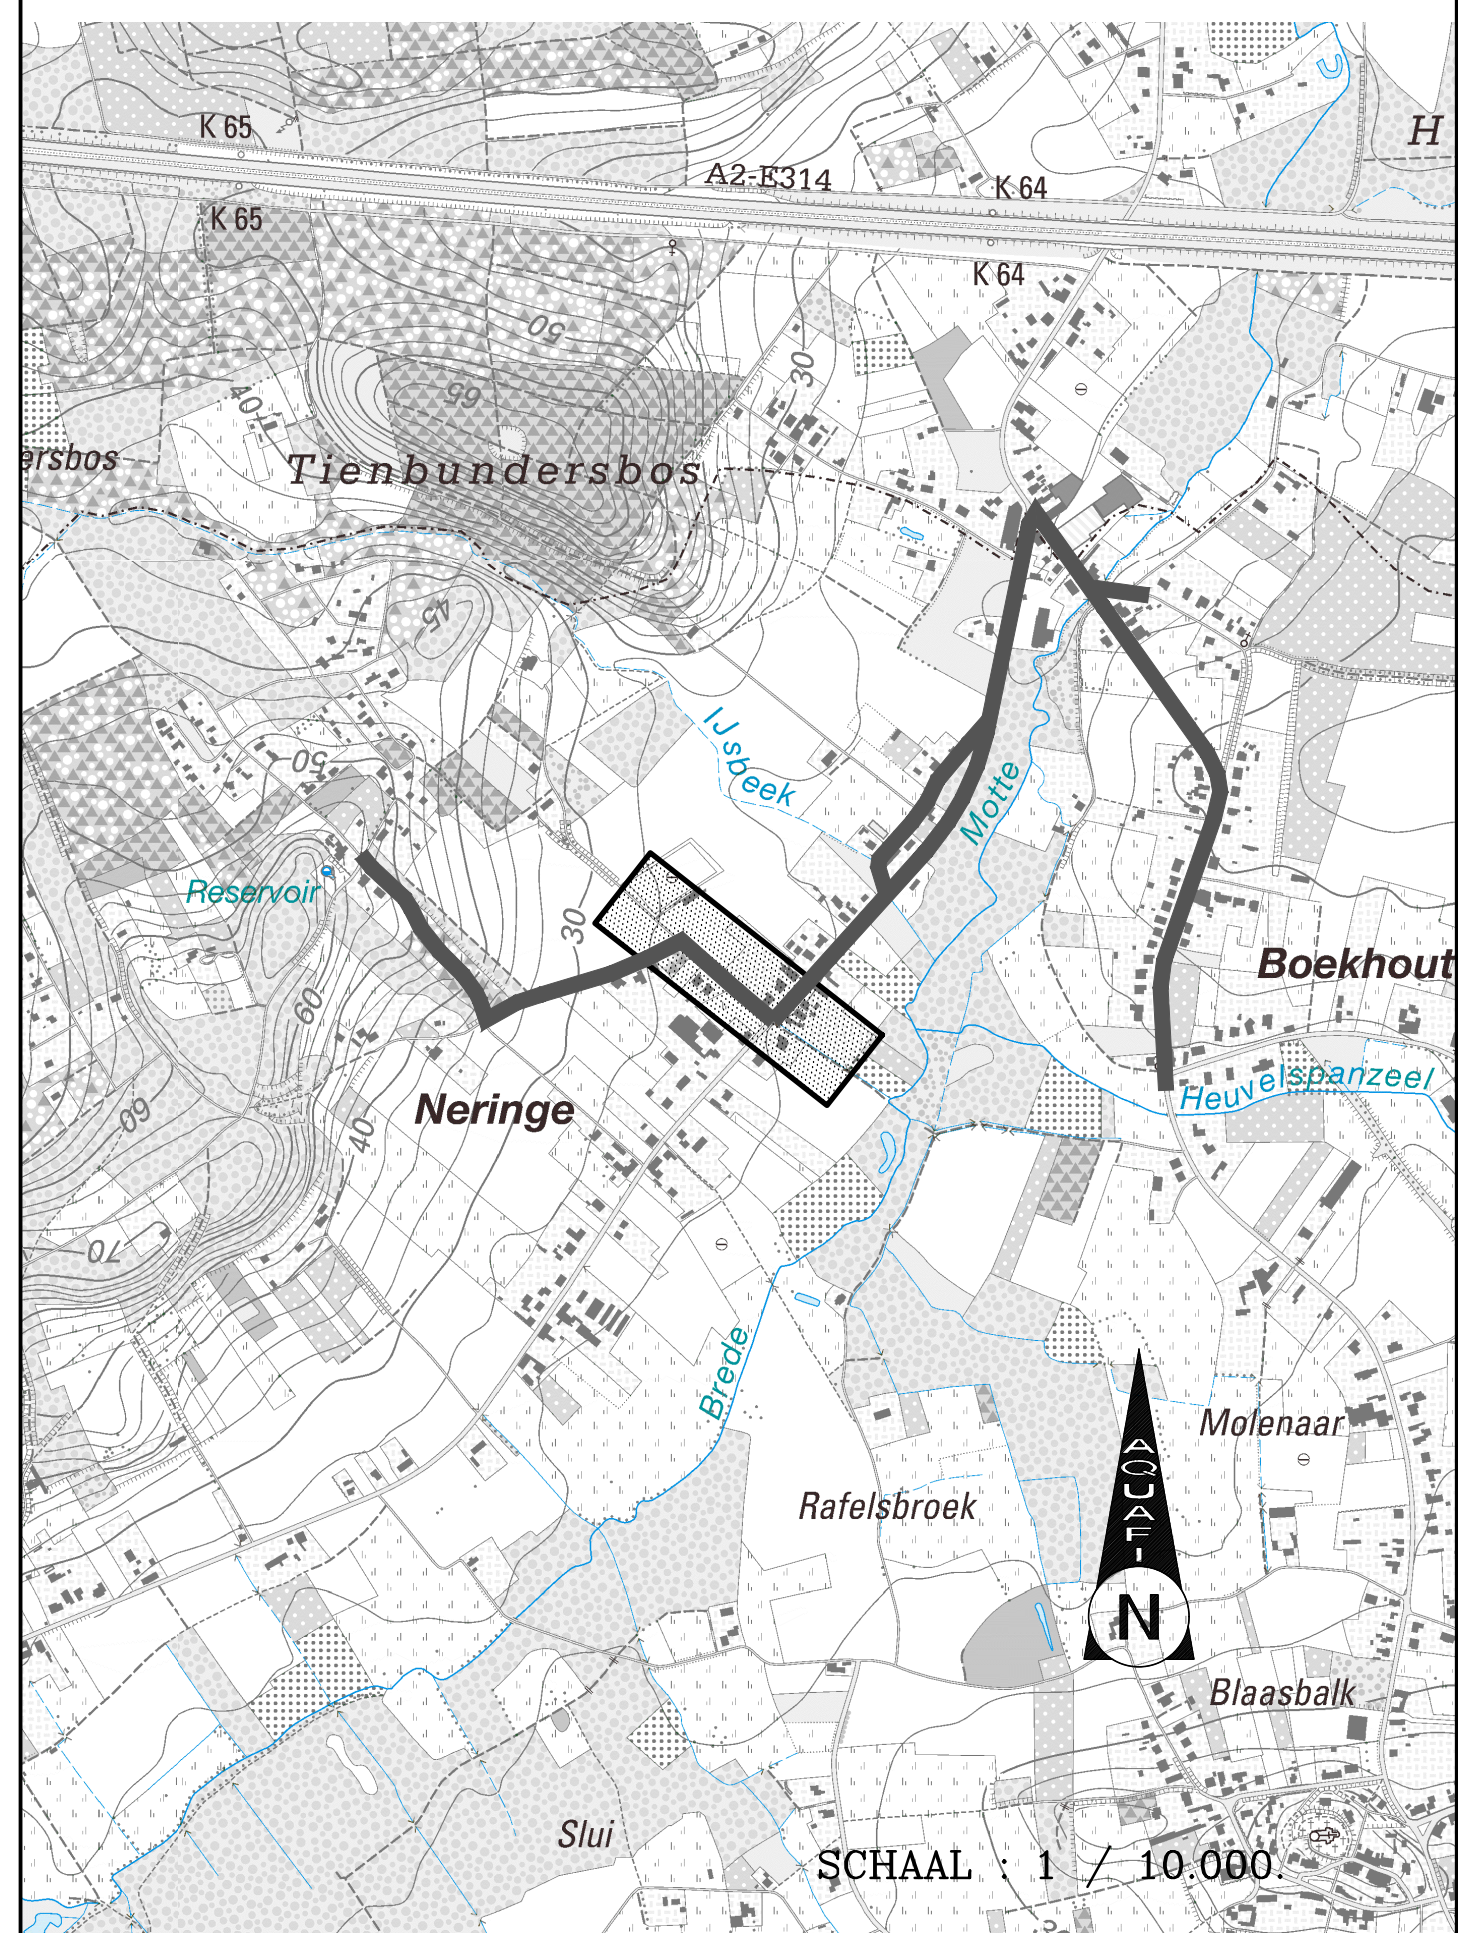 K 65
H
A2-E314
K 64
K 65
K 64
50
30
65
40
ersbos
Tienbundersbos
45
IJsbeek
50
Motte
Reservoir
30
Boekhout
60
Heuvelspanzeel
Neringe
60
40
70
Brede
Molenaar
AQUAFI
Rafelsbroek
N
Blaasbalk
Slui
SCHAAL : 1 / 10.000.